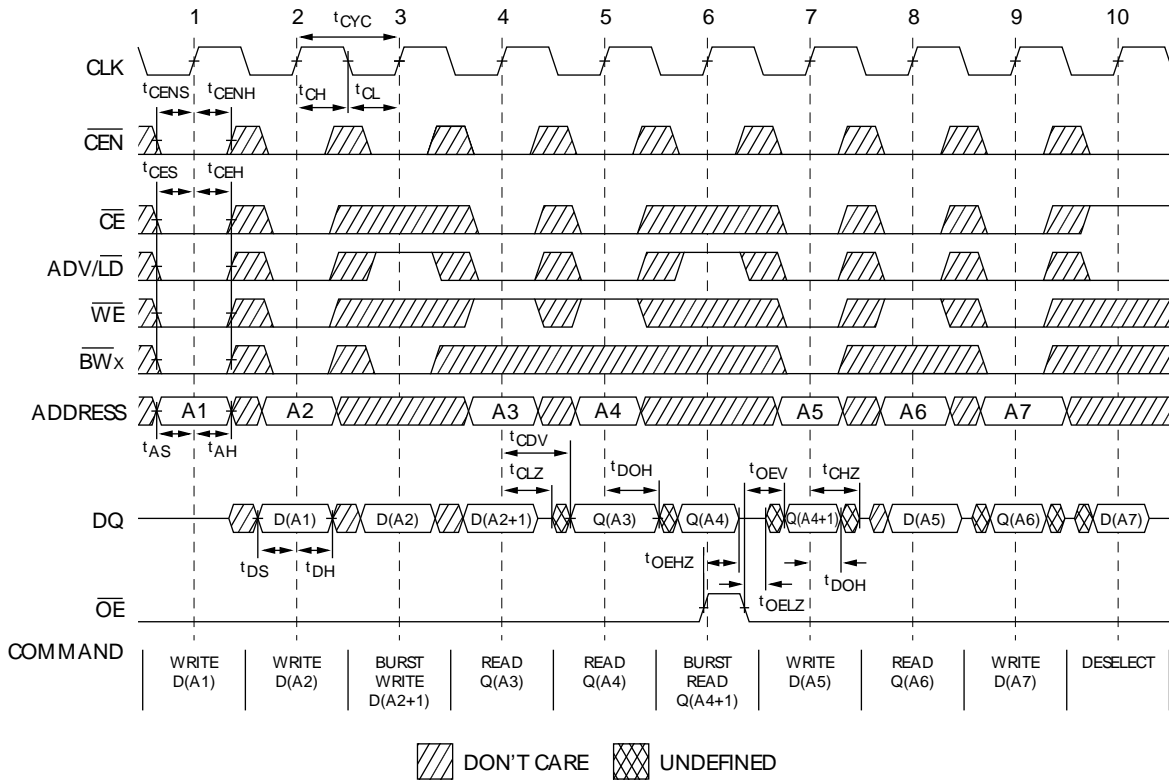 1 2 3 4 5 6 7 8 9 10
tCYC
CLK
tCENS tCENH tCH tCL
CEN
tCES tCEH
CE
ADV/LD
WE
BWx
ADDRESS A1 A2 A3 A4 A5 A6 A7
tAS tAH tCDV
tCLZ tDOH tOEV tCHZ
DQ D(A1) D(A2) D(A2+1) Q(A3) Q(A4) Q(A4+1) D(A5) Q(A6) D(A7)
tDS tDH tOEHZ tDOH
tOELZ
OE
COMMAND
WRITE D(A1)
WRITE D(A2)
BURST WRITE D(A2+1)
READ Q(A3)
READ Q(A4)
BURST READ Q(A4+1)
WRITE D(A5)
READ Q(A6)
WRITE D(A7)
DESELECT
DON'T CARE UNDEFINED